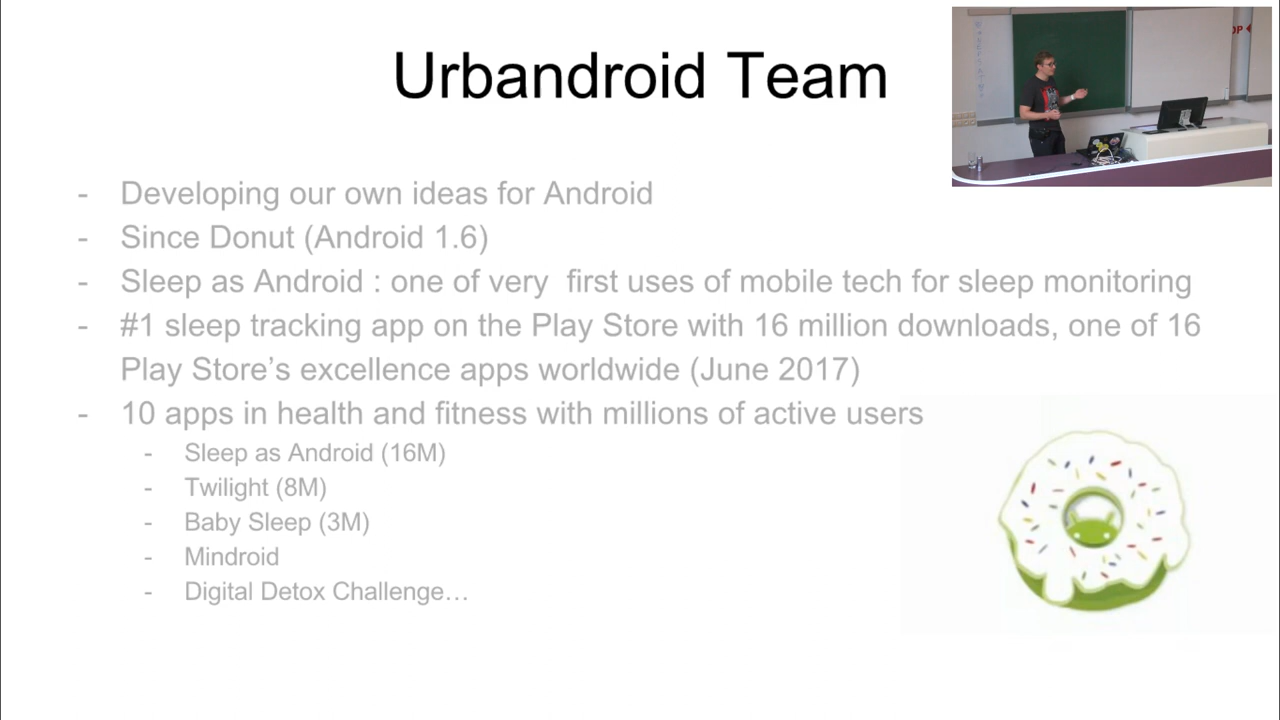 Urbandroid Team
OP
- Developing our own ideas for Android
- Since Donut (Android 1.6)
- Sleep as Android : one of very  first uses of mobile tech for sleep monitoring
- #1 sleep tracking app on the Play Store with 16 million downloads, one of 16
Play Store’s excellence apps worldwide (June 2017)
- 10 apps in health and fitness with millions of active users
- Sleep as Android (16M)
- Twilight (8M)
- Baby Sleep (3M)
- Mindroid
- Digital Detox Challenge…